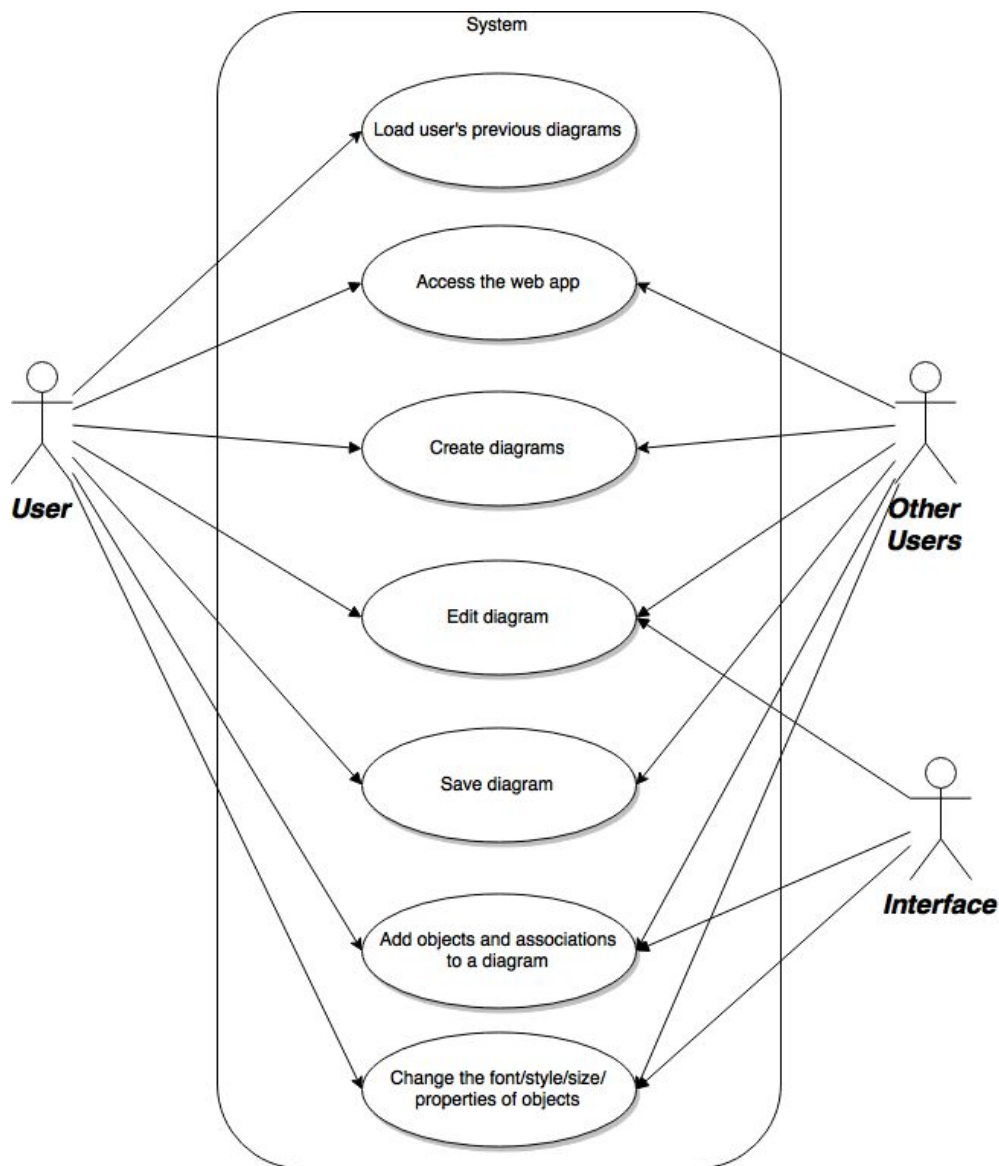 System
Load user's previous diagrams
Access the web app
Create diagrams
User
Other
Users
Edit diagram
Save diagram
Interface
Add objects and associations
to a diagram
Change the font/style/size/
properties of objects